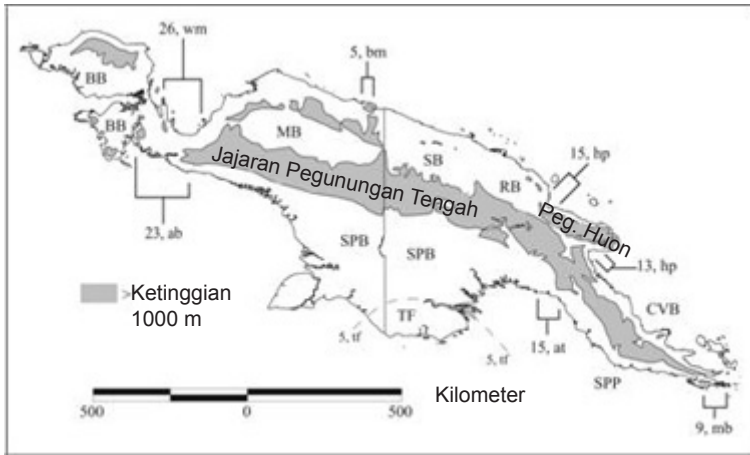 26, wm
5, bm
BB
BB
MB
SB
15, hp
RB
Jajaran Pegunungan Tengah
Peg. Huon
23, ab
SPB
SPB
13, hp
>Ketinggian
1000 m
CVB
TF
5, tf
5, tf
15, at
SPP
Kilometer
500
0
500
9, mb